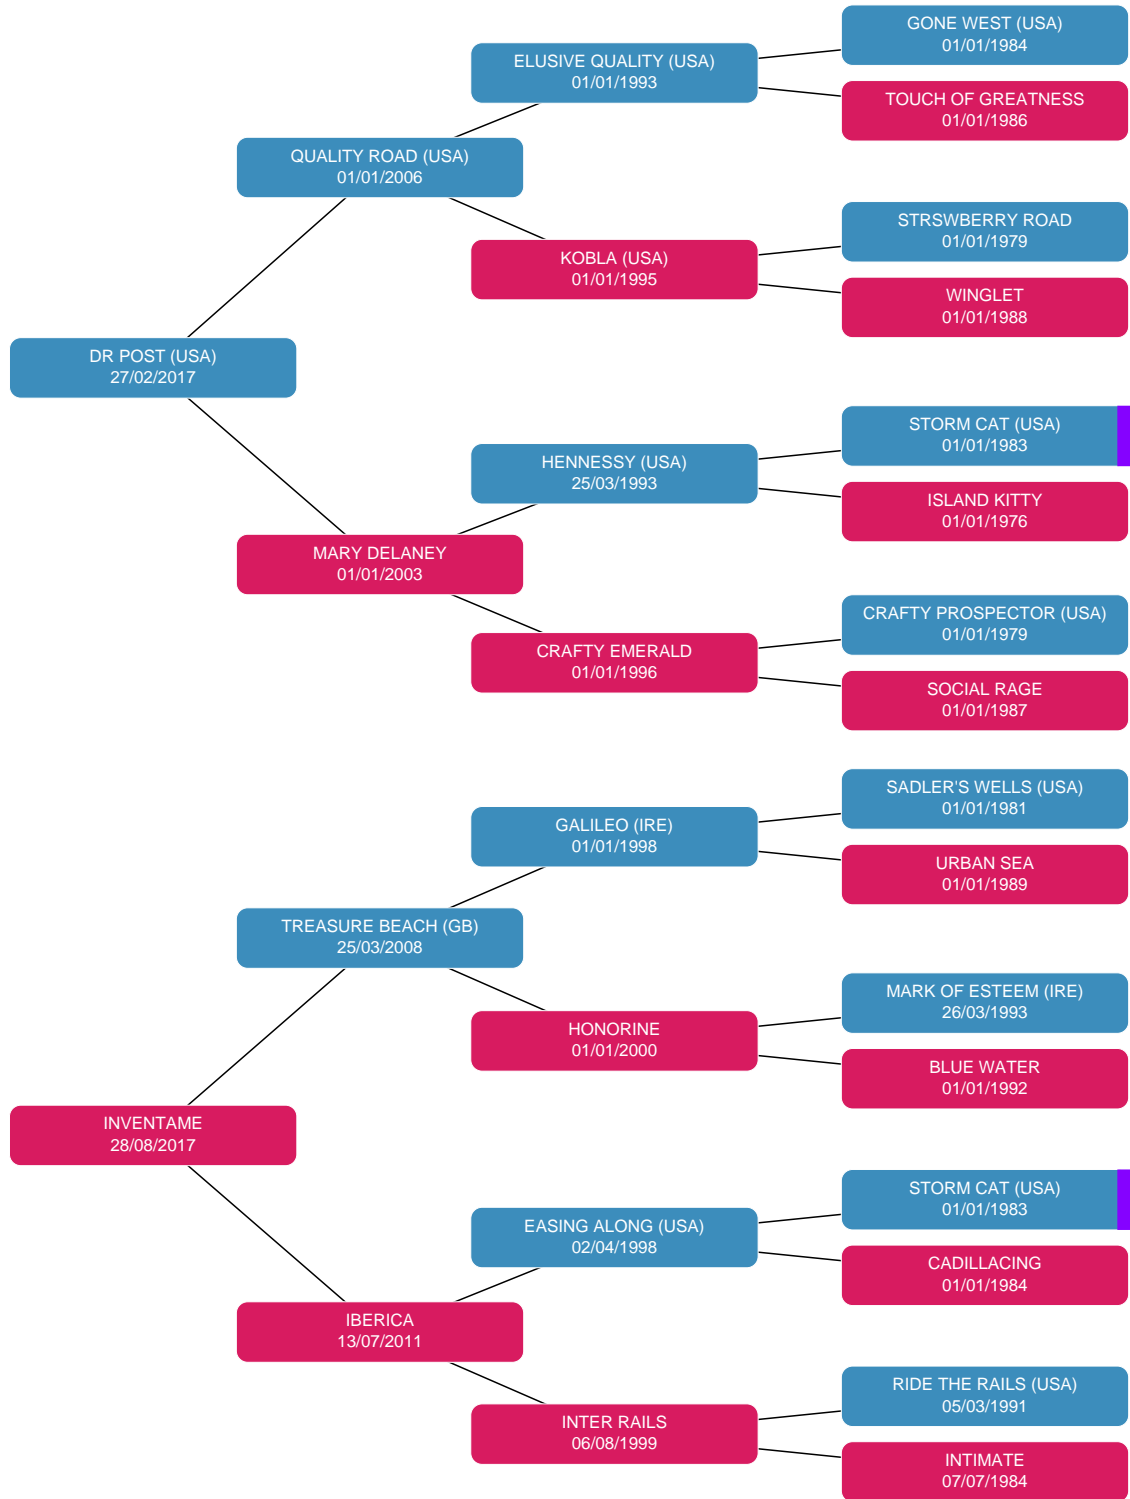 GONE WEST (USA)
01/01/1984
ELUSIVE QUALITY (USA)
01/01/1993
TOUCH OF GREATNESS
01/01/1986
QUALITY ROAD (USA)
01/01/2006
STRSWBERRY ROAD
01/01/1979
KOBLA (USA)
01/01/1995
WINGLET
01/01/1988
DR POST (USA)
27/02/2017
STORM CAT (USA)
01/01/1983
HENNESSY (USA)
25/03/1993
ISLAND KITTY
01/01/1976
MARY DELANEY
01/01/2003
CRAFTY PROSPECTOR (USA)
01/01/1979
CRAFTY EMERALD
01/01/1996
SOCIAL RAGE
01/01/1987
SADLER'S WELLS (USA)
01/01/1981
GALILEO (IRE)
01/01/1998
URBAN SEA
01/01/1989
TREASURE BEACH (GB)
25/03/2008
MARK OF ESTEEM (IRE)
26/03/1993
HONORINE
01/01/2000
BLUE WATER
01/01/1992
INVENTAME
28/08/2017
STORM CAT (USA)
01/01/1983
EASING ALONG (USA)
02/04/1998
CADILLACING
01/01/1984
IBERICA
13/07/2011
RIDE THE RAILS (USA)
05/03/1991
INTER RAILS
06/08/1999
INTIMATE
07/07/1984